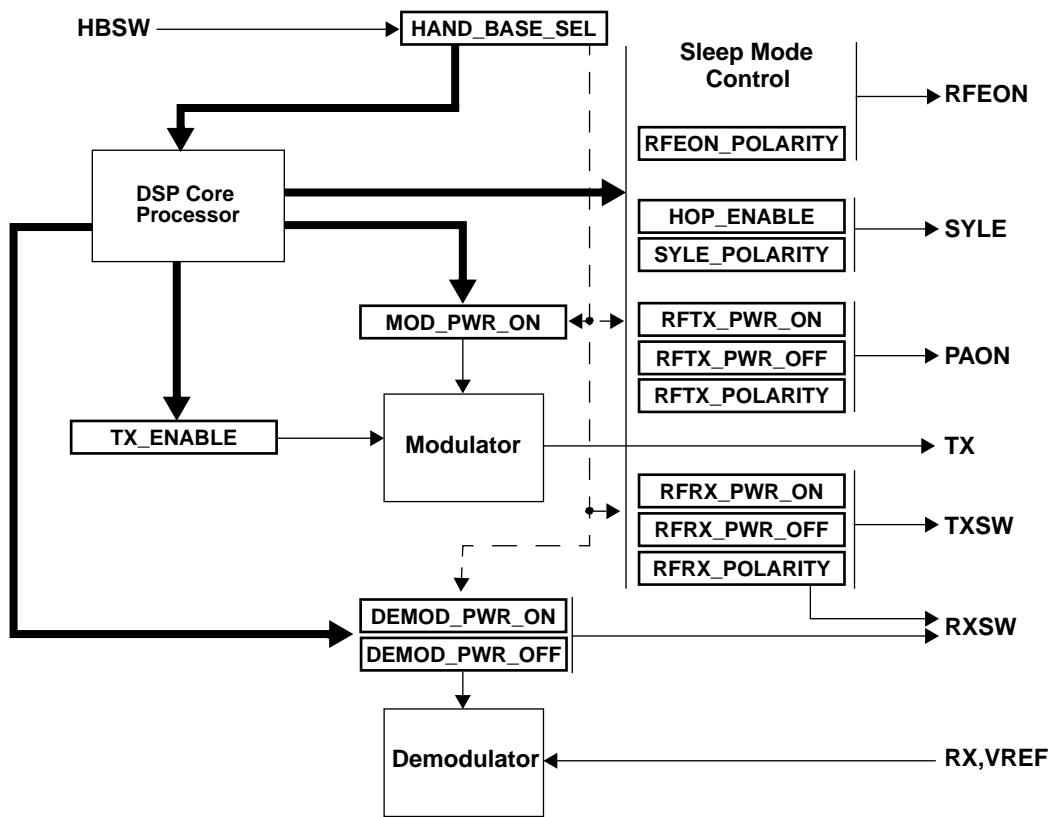 HBSW
HAND_BASE_SEL
Sleep Mode
Control
RFEON
RFEON_POLARITY
DSP Core
Processor
HOP_ENABLE
SYLE_POLARITY
SYLE
MOD_PWR_ON
RFTX_PWR_ON
RFTX_PWR_OFF
RFTX_POLARITY
PAON
TX_ENABLE
Modulator
TX
RFRX_PWR_ON
RFRX_PWR_OFF
RFRX_POLARITY
TXSW
DEMOD_PWR_ON
DEMOD_PWR_OFF
RXSW
Demodulator
RX,VREF